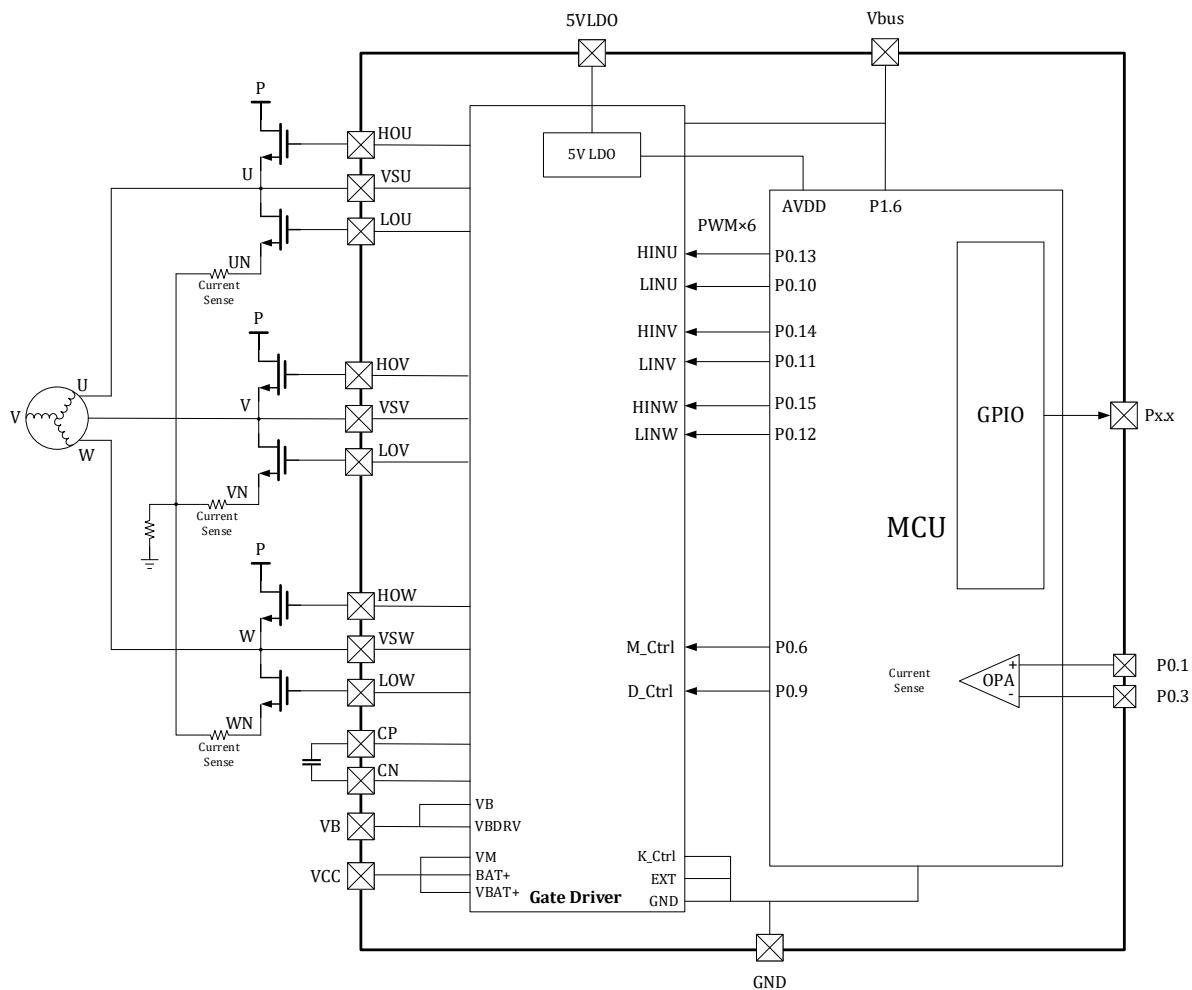 5VLDO
Vbus
P
HOU
5V LDO
U
VSU
AVDD
P1.6
LOU
PWM×6
UN
Current
Sense
HINU
P0.13
LINU
P0.10
P
HINV
P0.14
HOV
LINV
P0.11
U
V
VSV
HINW
P0.15
GPIO
Px.x
V
LINW
P0.12
W
LOV
VN
Current
Sense
MCU
P
HOW
W
VSW
M_Ctrl
P0.6
LOW
D_Ctrl
P0.9
Current
Sense
OPA
+
-
P0.1
P0.3
WN
Current
Sense
CP
CN
VB
VB
VBDRV
VCC
VM
BAT+
VBAT+
Gate Driver
K_Ctrl
EXT
GND
GND